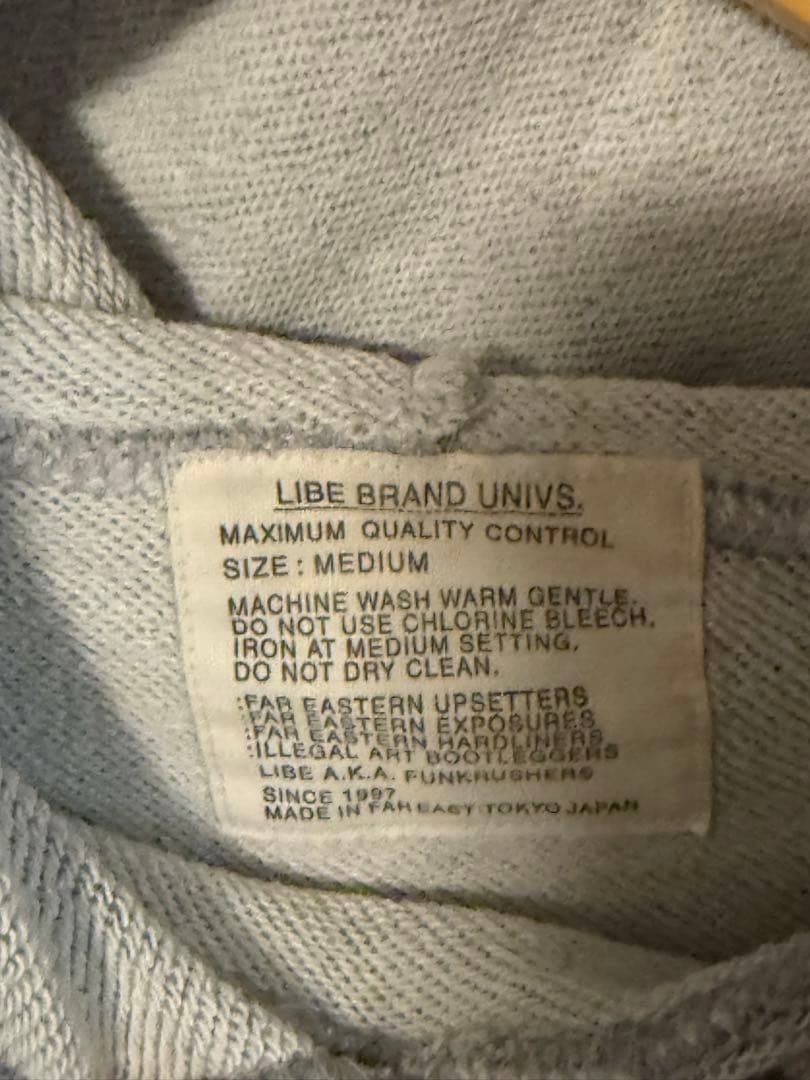 LIBE BRAND UNIVS.
MAXIMUM QUALITY CONTROL
SIZE : MEDIUM
MACHINE WASH WARM GENTLE.
DO NOT USE CHLORINE BLEECH.
IRON AT MEDIUM SETTING.
DO NOT DRY CLEAN.
:FAR EASTERN UPSETTERS
:FAR EASTERN EXPOSURES
:FAR EASTERN HARDLINERS
:ILLEGAL ART BOOTLEGGERS
LIBE A.K.A. FUNKRUSHERS
SINCE 1997
MADE IN FAR EAST TOKYO JAPAN